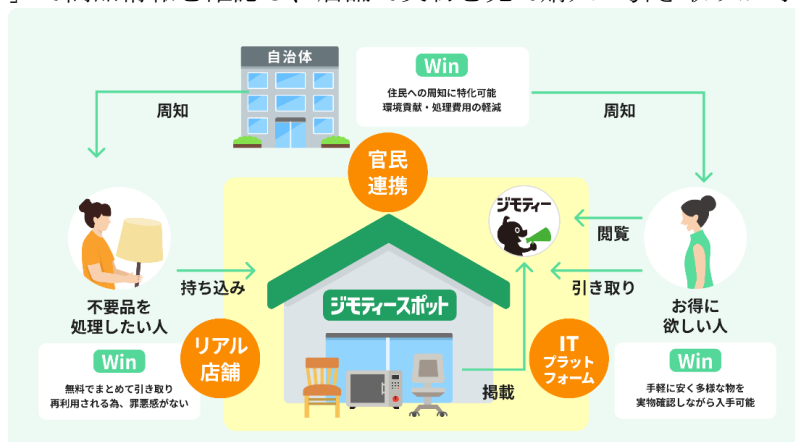 自治体
Win
住民への周知に特化可能
環境貢献・処理費用の軽減
周知
周知
官民
連携
ジモティー
閲覧
持ち込み
引き取り
不要品を
処理したい人
ジモティースポット
お得に
欲しい人
リアル
店舗
IT
プラット
フォーム
Win
無料でまとめて引き取り
再利用される為、罪悪感がない
掲載
Win
手軽に安く多様な物を
実物確認しながら入手可能